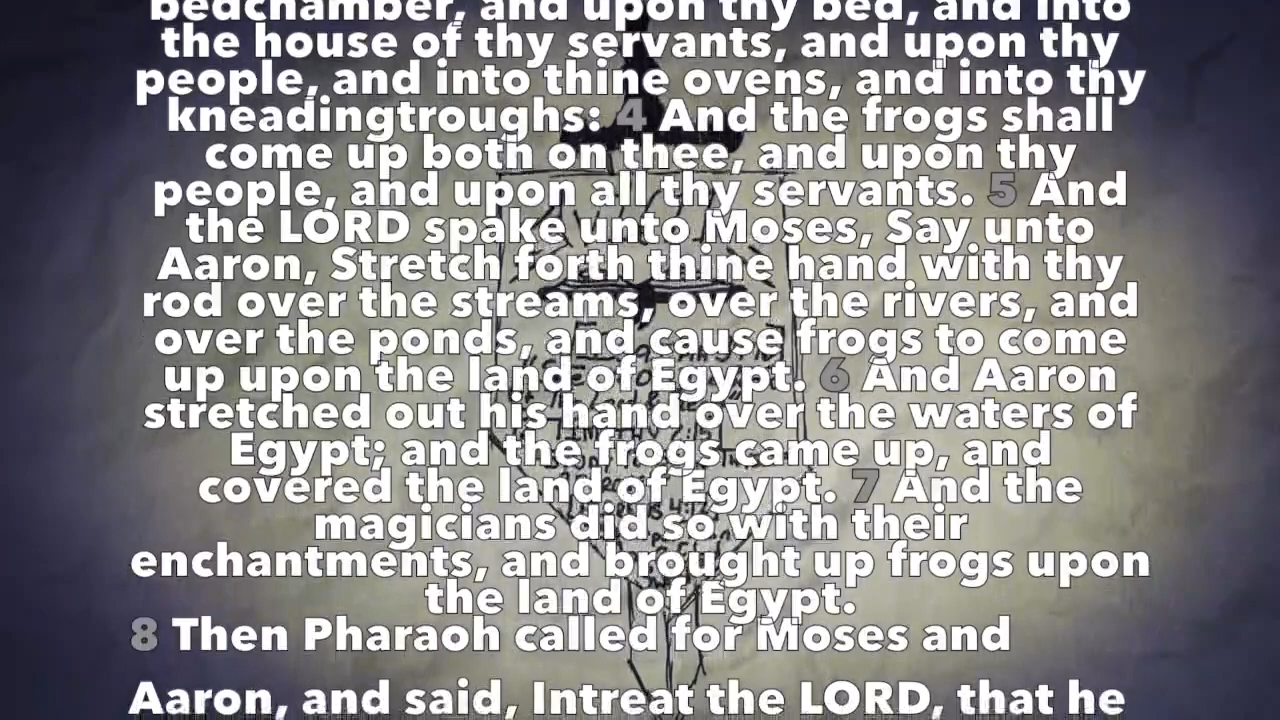 bedchamber, and upon thy bed, and into
the house of thy servants, and upon thy
people, and into thine ovens, and into thy
kneadingtroughs: 4 And the frogs shall
come up both on thee, and upon thy
people, and upon all thy servants. 5 And
the LORD spake unto Moses, Say unto
Aaron, Stretch forth thine hand with thy
rod over the streams, over the rivers, and
over the ponds, and cause frogs to come
up upon the land of Egypt. 6 And Aaron
stretched out his hand over the waters of
Egypt; and the frogs came up, and
covered the land of Egypt. 7 And the
magicians did so with their
enchantments, and brought up frogs upon
the land of Egypt.
8 Then Pharaoh called for Moses and
Aaron, and said, Intreat the LORD, that he